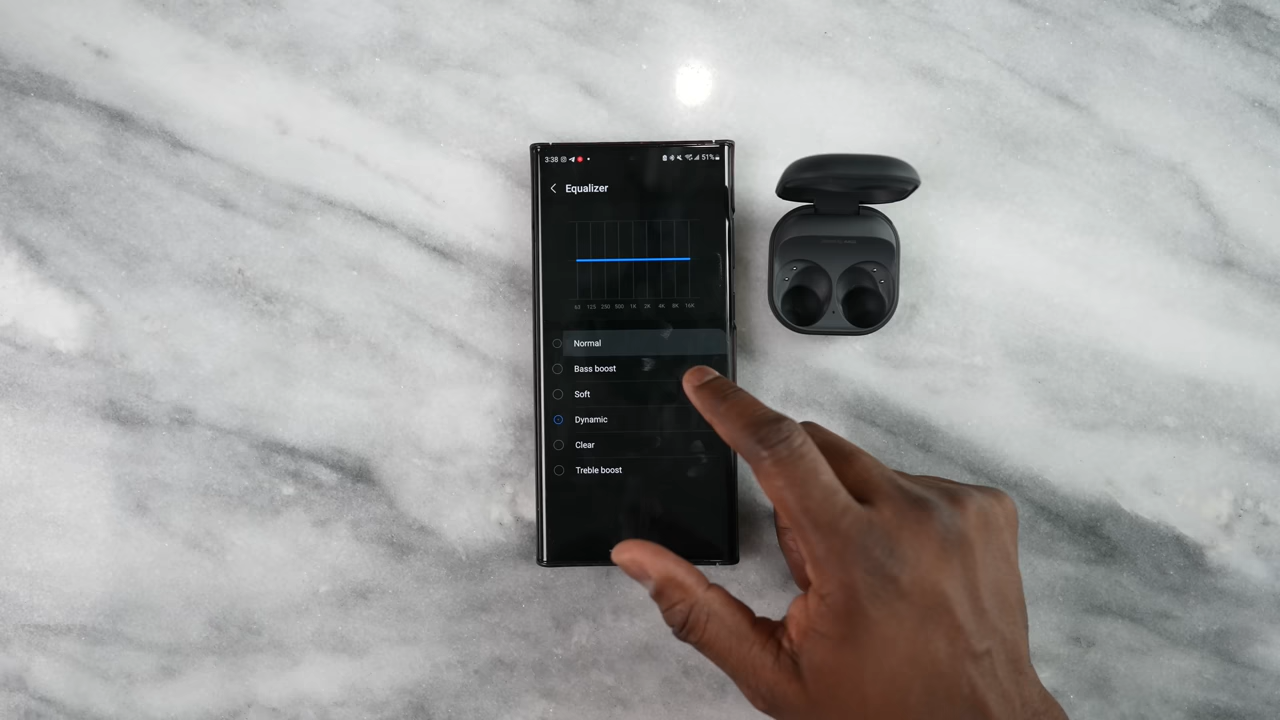 3:38
51%
Equalizer
63 125 250 500 1K 2K 4K 8K 16K
Normal
Bass boost
Soft
Dynamic
Clear
Treble boost